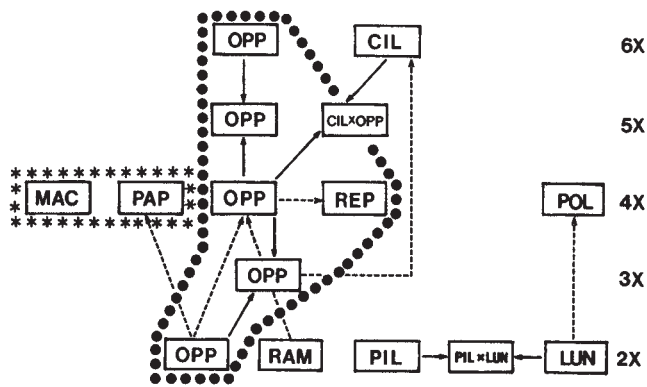 OPP CIL 6X
OPP CIL×OPP 5X
MAC PAP OPP REP POL 4X
OPP 3X
OPP RAM PIL PIL×LUN LUN 2X